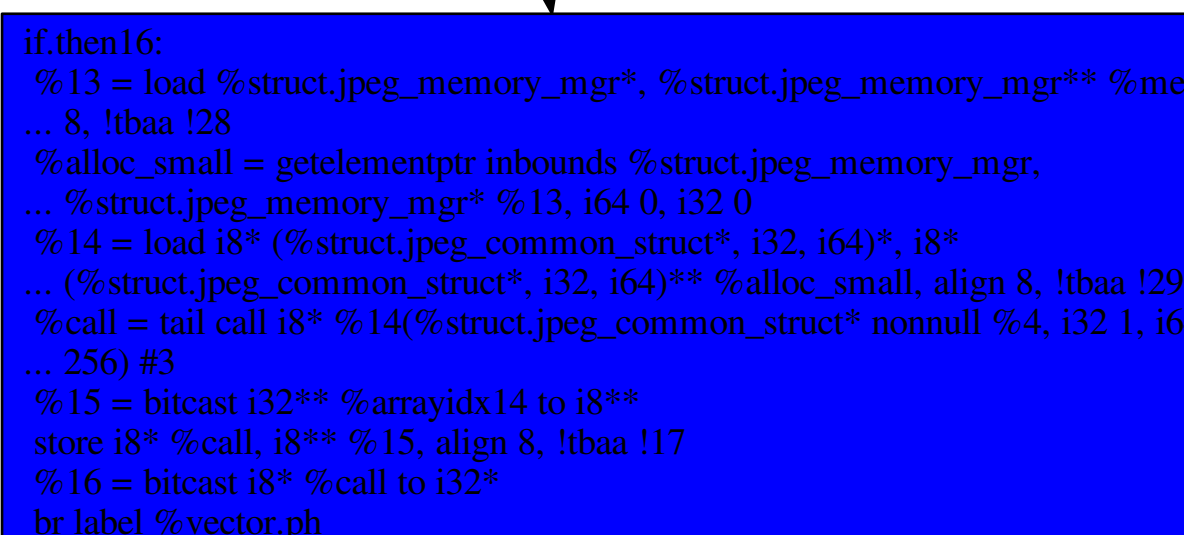 if.then16:
%13 = load %struct.jpeg_memory_mgr*, %struct.jpeg_memory_mgr** %me
... 8, !tbaa !28
%alloc_small = getelementptr inbounds %struct.jpeg_memory_mgr,
... %struct.jpeg_memory_mgr* %13, i64 0, i32 0
%14 = load i8* (%struct.jpeg_common_struct*, i32, i64)*, i8*
... (%struct.jpeg_common_struct*, i32, i64)** %alloc_small, align 8, !tbaa !29
%call = tail call i8* %14(%struct.jpeg_common_struct* nonnull %4, i32 1, i6
... 256) #3
%15 = bitcast i32** %arrayidx14 to i8**
store i8* %call, i8** %15, align 8, !tbaa !17
%16 = bitcast i8* %call to i32*
br label %vector.ph